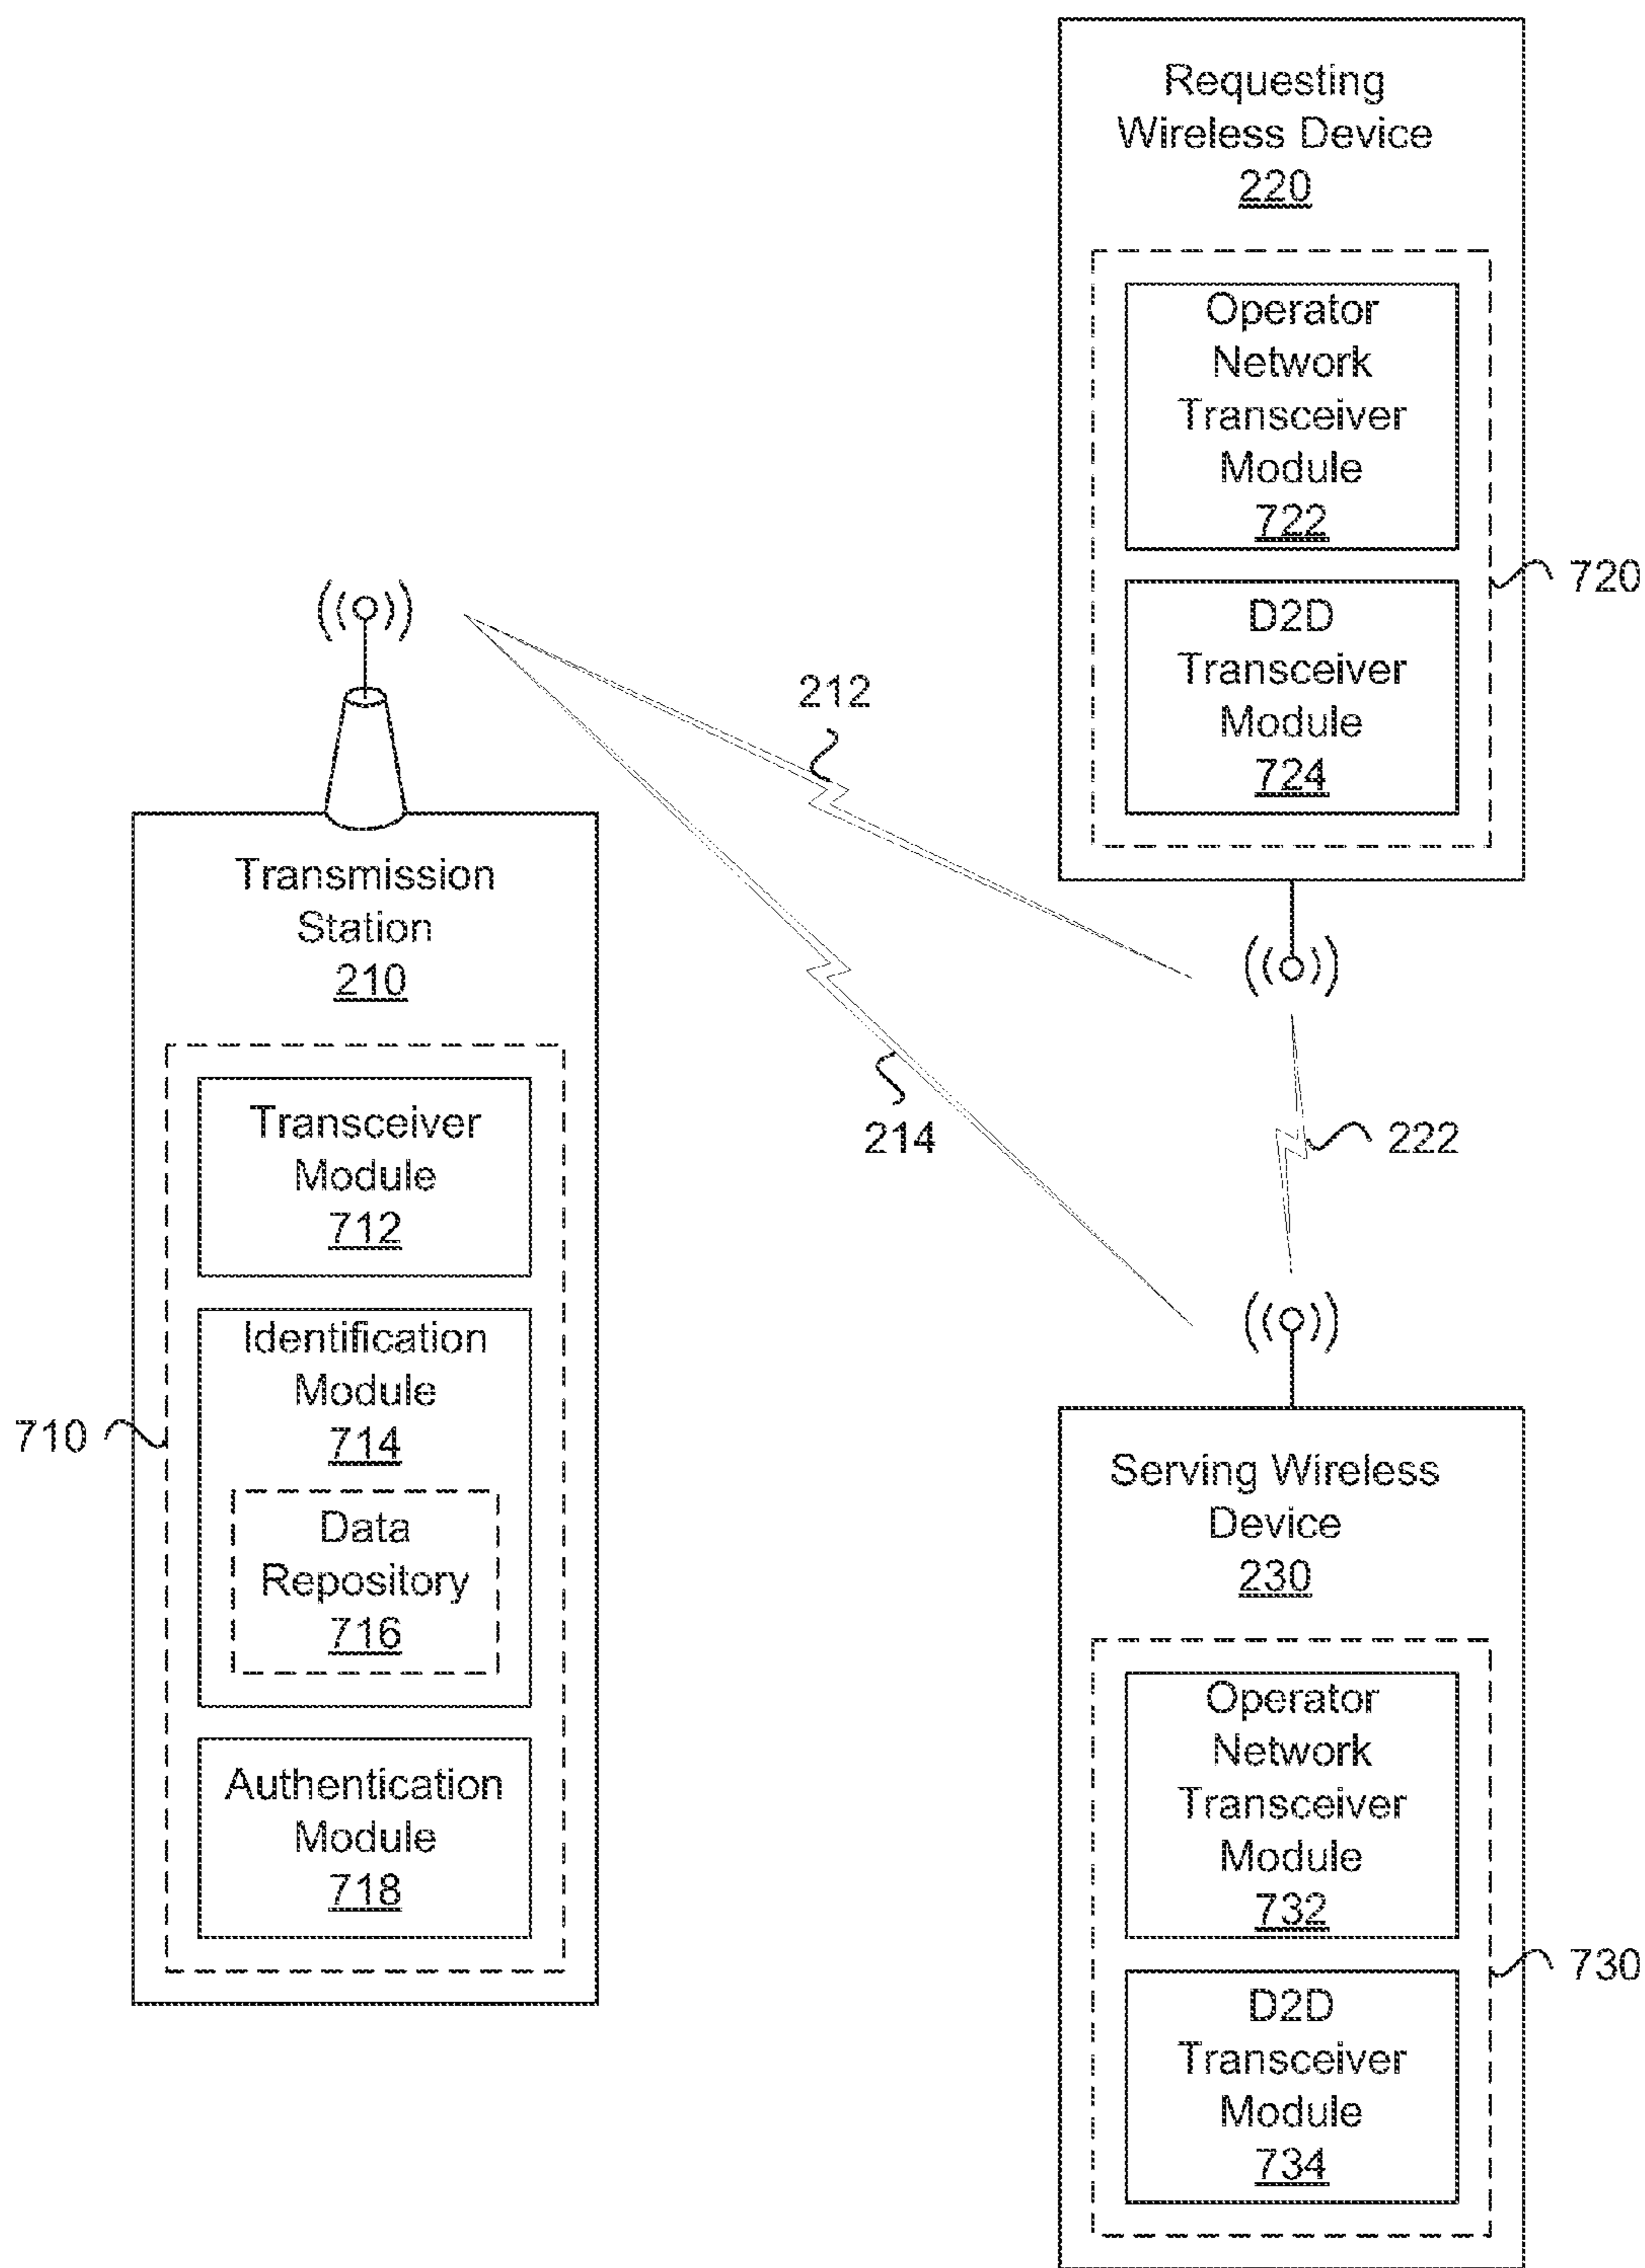 Requesting
Wireless Device
220
Operator
Network
Transceiver
Module
722
720
D2D
Transceiver
Module
724
212
Transmission
Station
210
Transceiver
Module
712
214
222
Identification
Module
714
710
Data
Repository
716
Authentication
Module
718
Serving Wireless
Device
230
Operator
Network
Transceiver
Module
732
730
D2D
Transceiver
Module
734